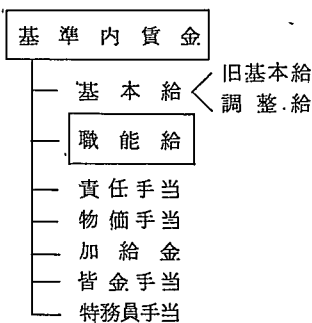 基準内賃金
基本給
旧基本給
調整給
職能給
責任手当
物価手当
加給金
皆金手当
特務員手当